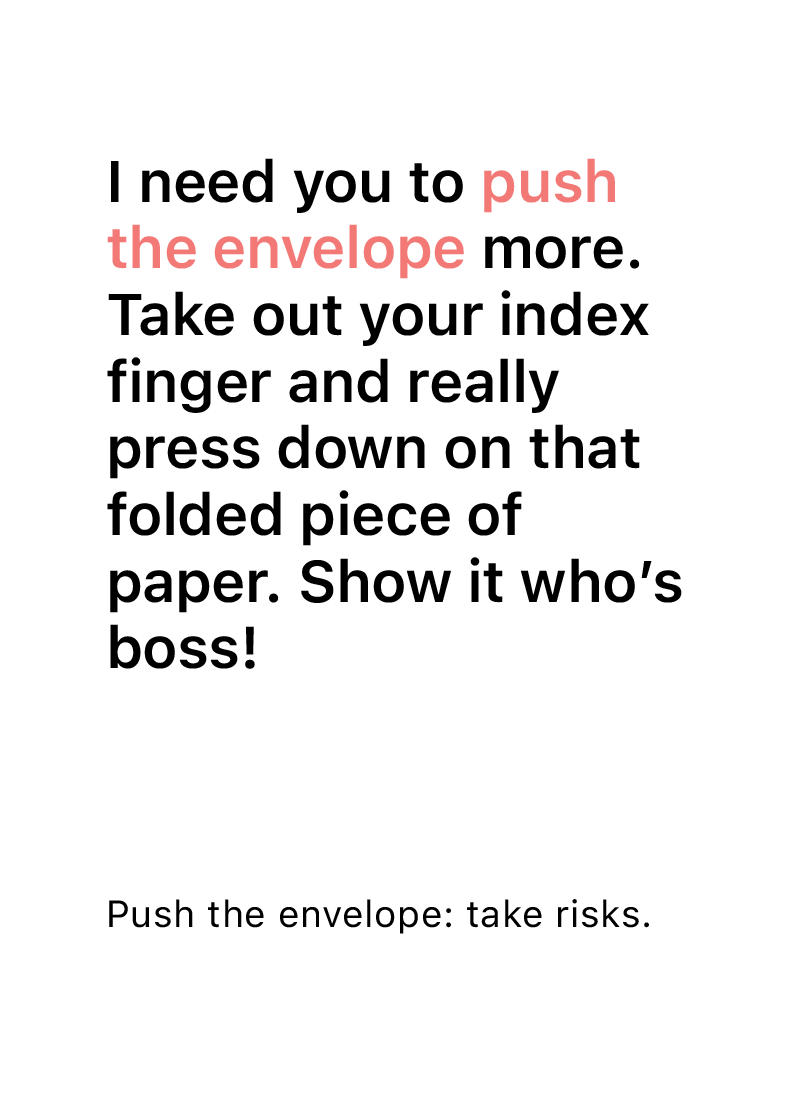 I need you to push
the envelope more.
Take out your index
finger and really
press down on that
folded piece of
paper. Show it who’s
boss!
Push the envelope: take risks.